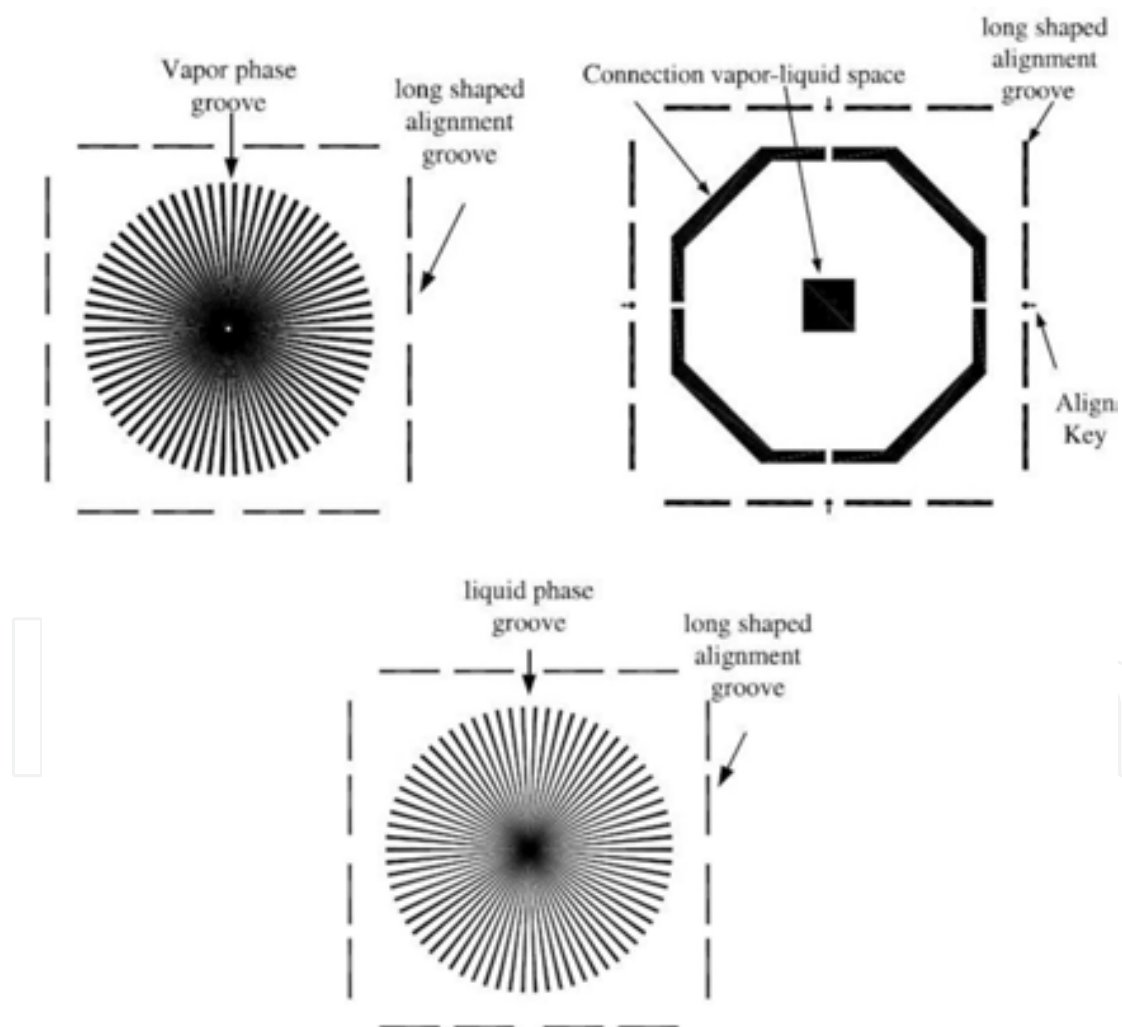 Vapor phase
groove
long shaped
alignment
groove
Connection vapor-liquid space
long shaped
alignment
groove
Align
Key
liquid phase
groove
long shaped
alignment
groove